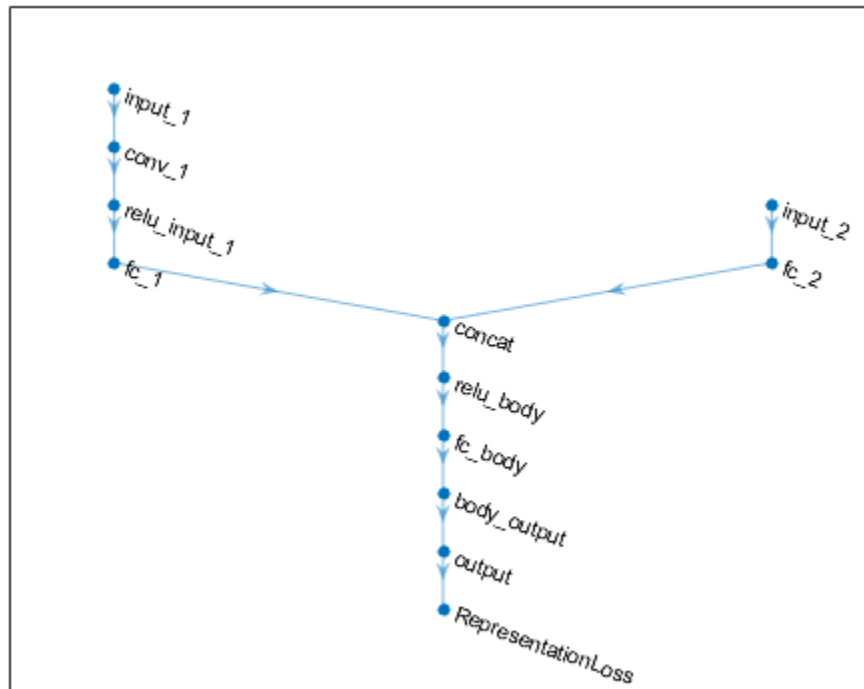 input_1
conv_1
relu_input_1
fc_1
input_2
fc_2
concat
relu_body
fc_body
body_output
output
RepresentationLoss